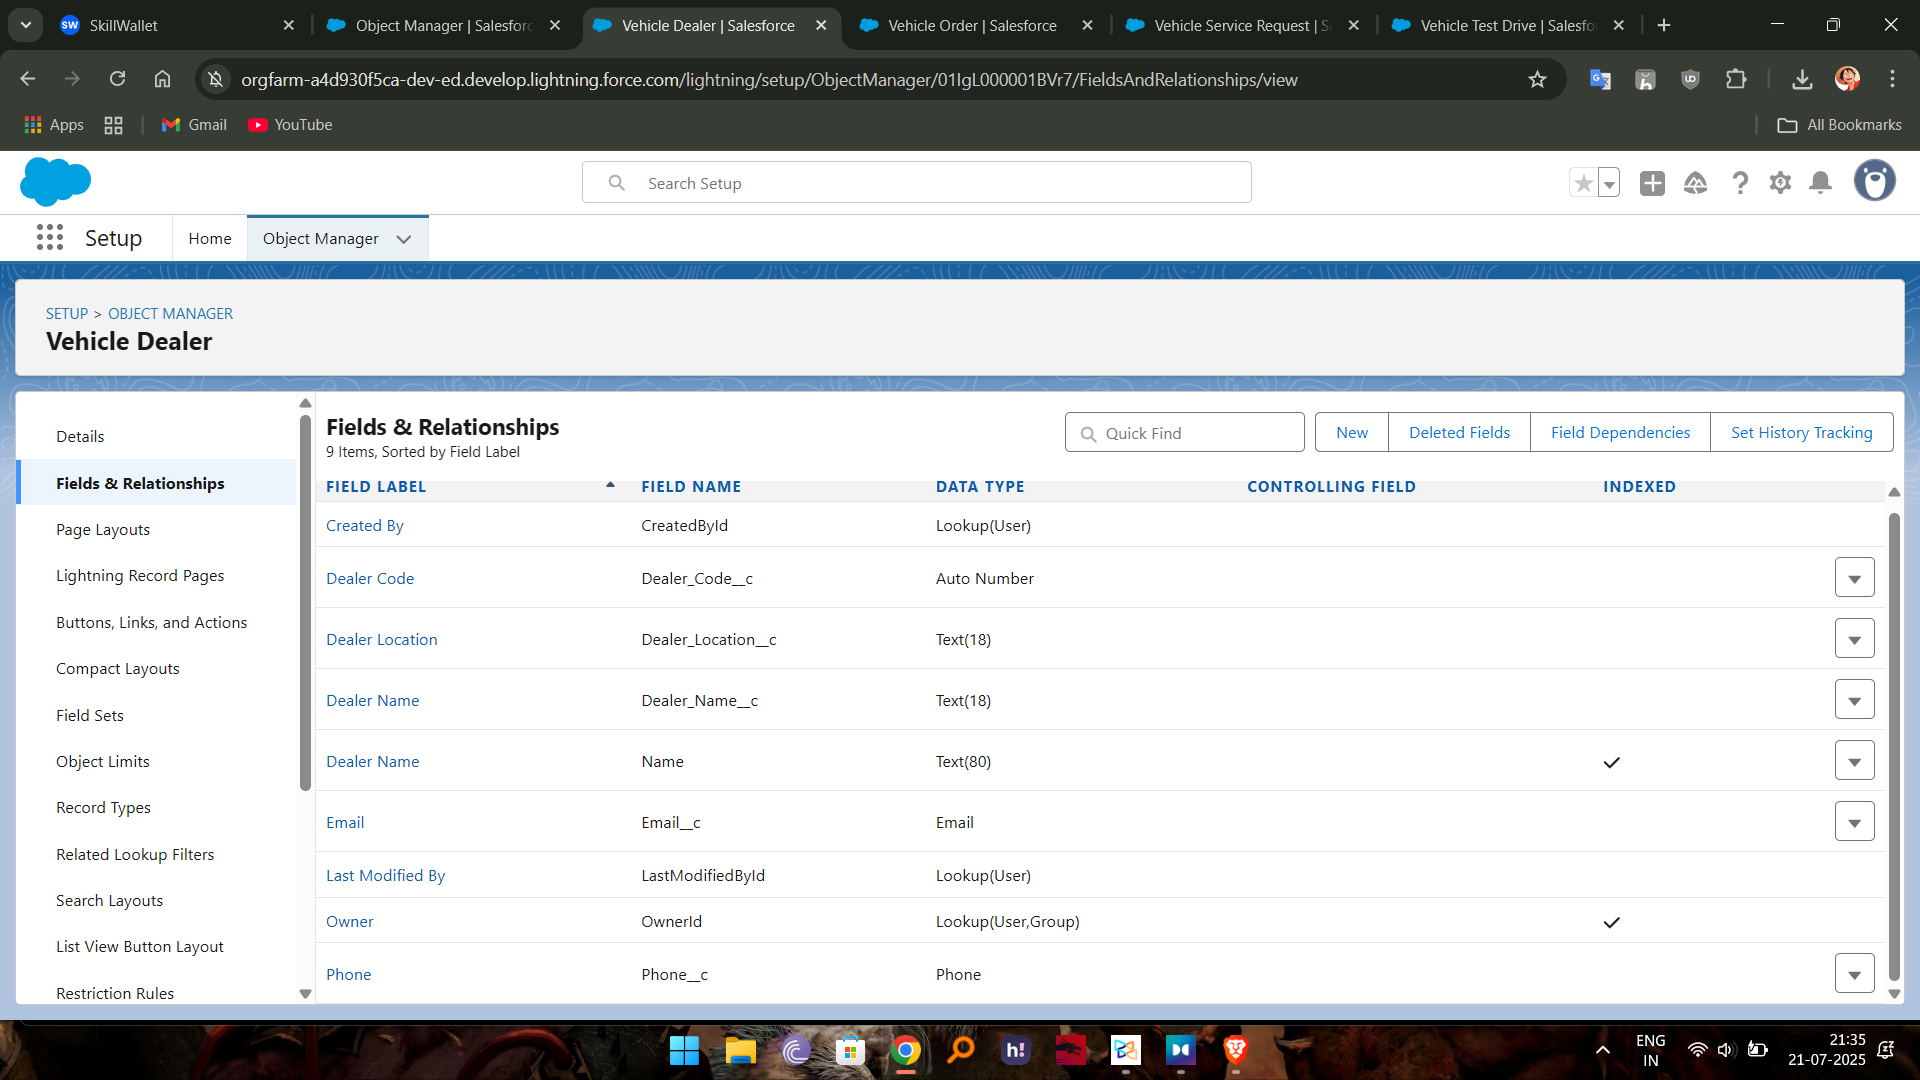 SkillWallet
Object Manager | Salesforc
Vehicle Dealer | Salesforce
Vehicle Order | Salesforce
Vehicle Service Request | Sa
Vehicle Test Drive | Salesfo
orgfarm-a4d930f5ca-dev-ed.develop.lightning.force.com/lightning/setup/ObjectManager/01IgL000001BVr7/FieldsAndRelationships/view
Apps
Gmail
YouTube
All Bookmarks
Search Setup
Setup
Home
Object Manager
SETUP > OBJECT MANAGER
Vehicle Dealer
Details
Fields & Relationships
Page Layouts
Lightning Record Pages
Buttons, Links, and Actions
Compact Layouts
Field Sets
Object Limits
Record Types
Related Lookup Filters
Search Layouts
List View Button Layout
Restriction Rules
Fields & Relationships
9 Items, Sorted by Field Label
Quick Find
New
Deleted Fields
Field Dependencies
Set History Tracking
FIELD LABEL FIELD NAME DATA TYPE CONTROLLING FIELD INDEXED
Created By CreatedById Lookup(User)
Dealer Code Dealer_Code__c Auto Number
Dealer Location Dealer_Location__c Text(18)
Dealer Name Dealer_Name__c Text(18)
Dealer Name Name Text(80)
Email Email__c Email
Last Modified By LastModifiedById Lookup(User)
Owner OwnerId Lookup(User,Group)
Phone Phone__c Phone
h!
ENG
IN
21:35
21-07-2025